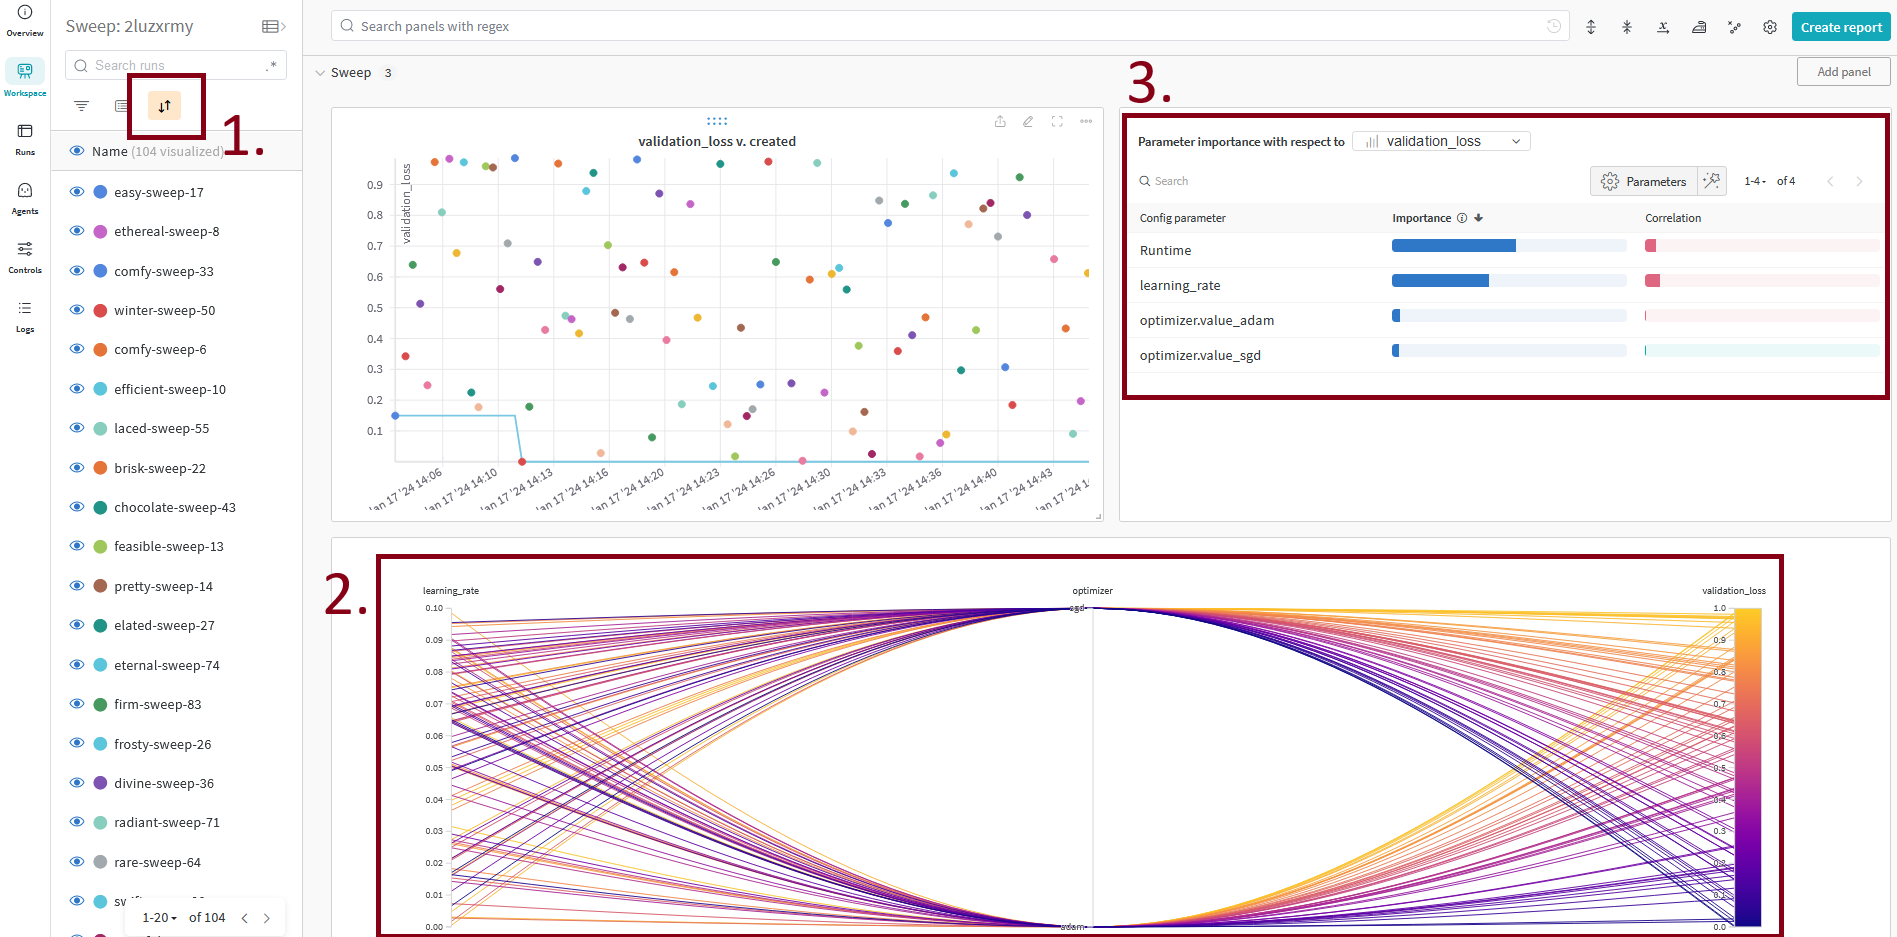 Overview
Workspace
Runs
Agents
Controls
Logs
Sweep: 2luzxrmy
Search runs
.*
1.
Name (104 visualized)
easy-sweep-17
ethereal-sweep-8
comfy-sweep-33
winter-sweep-50
comfy-sweep-6
efficient-sweep-10
laced-sweep-55
brisk-sweep-22
chocolate-sweep-43
feasible-sweep-13
pretty-sweep-14
elated-sweep-27
eternal-sweep-74
firm-sweep-83
frosty-sweep-26
divine-sweep-36
radiant-sweep-71
rare-sweep-64
1-20 of 104
Search panels with regex
Create report
Sweep 3
Add panel
validation_loss v. created
validation_loss
0.9
0.8
0.7
0.6
0.5
0.4
0.3
0.2
0.1
Jan 17 '24 14:06
Jan 17 '24 14:10
Jan 17 '24 14:13
Jan 17 '24 14:16
Jan 17 '24 14:20
Jan 17 '24 14:23
Jan 17 '24 14:26
Jan 17 '24 14:30
Jan 17 '24 14:33
Jan 17 '24 14:36
Jan 17 '24 14:40
Jan 17 '24 14:43
3.
Parameter importance with respect to validation_loss
Search
Parameters
1-4 of 4
Config parameter Importance Correlation
Runtime
learning_rate
optimizer.value_adam
optimizer.value_sgd
2.
learning_rate optimizer validation_loss
0.10
0.09
0.08
0.07
0.06
0.05
0.04
0.03
0.02
0.01
0.00
sgd
adam
1.0
0.9
0.8
0.7
0.6
0.5
0.4
0.3
0.2
0.1
0.0